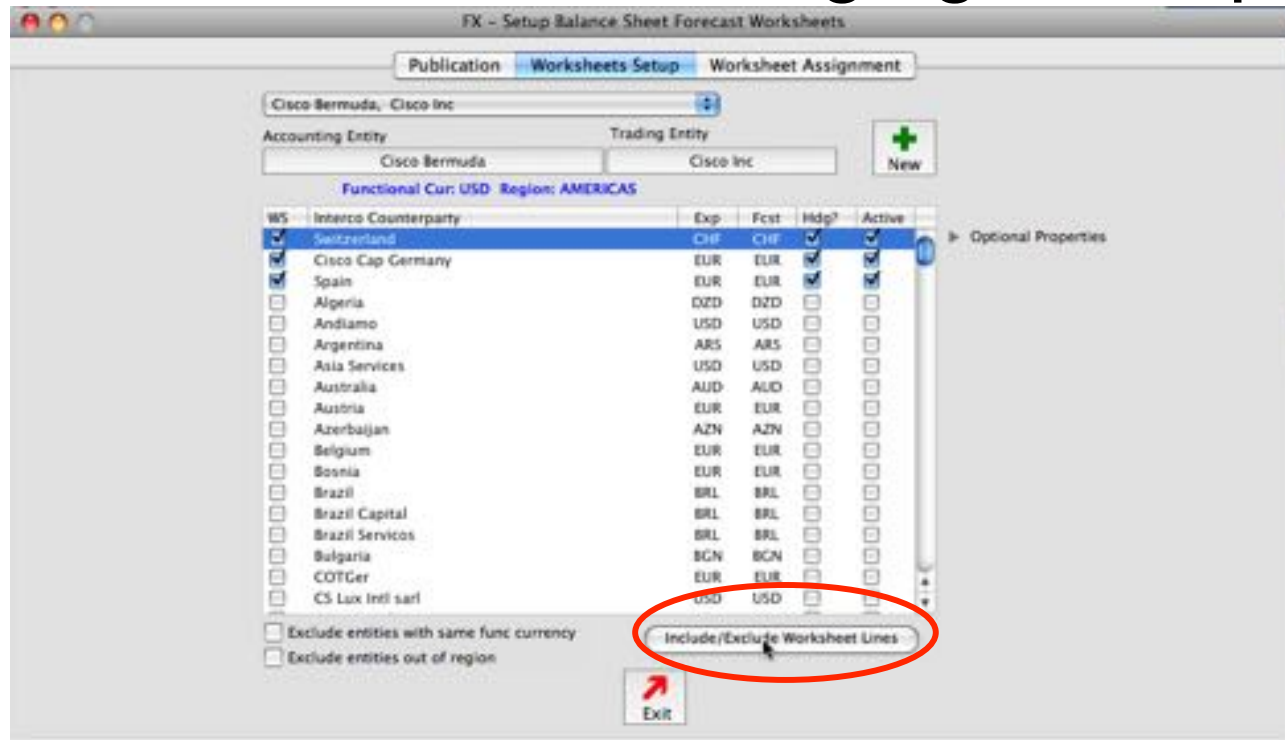 FX - Setup Balance Sheet Forecast Worksheets
Publication Worksheets Setup Worksheet Assignment
Cisco Bermuda, Cisco Inc
Accounting Entity Trading Entity
Cisco Bermuda Cisco Inc
New
Functional Cur: USD Region: AMERICAS
WS Interco Counterparty Exp Fcst Hdg? Active
Switzerland CHF CHF
Optional Properties
Cisco Cap Germany EUR EUR
Spain EUR EUR
Algeria DZD DZD
Andiamo USD USD
Argentina ARS ARS
Asia Services USD USD
Australia AUD AUD
Austria EUR EUR
Azerbaijan AZN AZN
Belgium EUR EUR
Bosnia EUR EUR
Brazil BRL BRL
Brazil Capital BRL BRL
Brazil Servicos BRL BRL
Bulgaria BGN BGN
COTGer EUR EUR
CS Lux Intl sarl USD USD
Exclude entities with same func currency
Include/Exclude Worksheet Lines
Exclude entities out of region
Exit